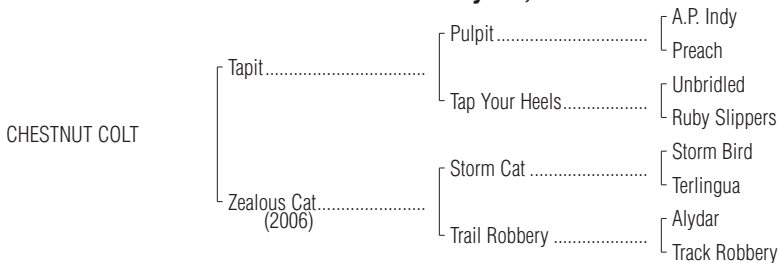 A.P. Indy
Pulpit................................................
Preach
Tapit..................................
Unbridled
Tap Your Heels...................
Ruby Slippers
CHESTNUT COLT
Storm Bird
Storm Cat ..........................
Terlingua
Zealous Cat.......................
(2006)
Alydar
Trail Robbery .....................
Track Robbery